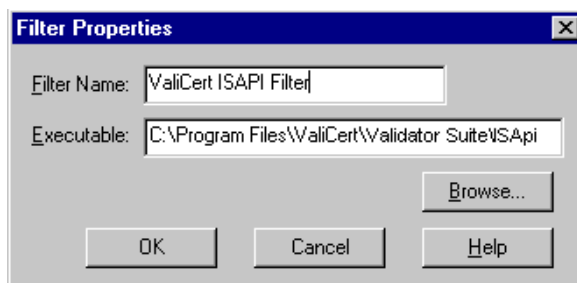 Filter Properties
Filter Name: ValiCert ISAPI Filter
Executable: C:\Program Files\ValiCert\Validator Suite\ISApi
Browse...
OK Cancel Help